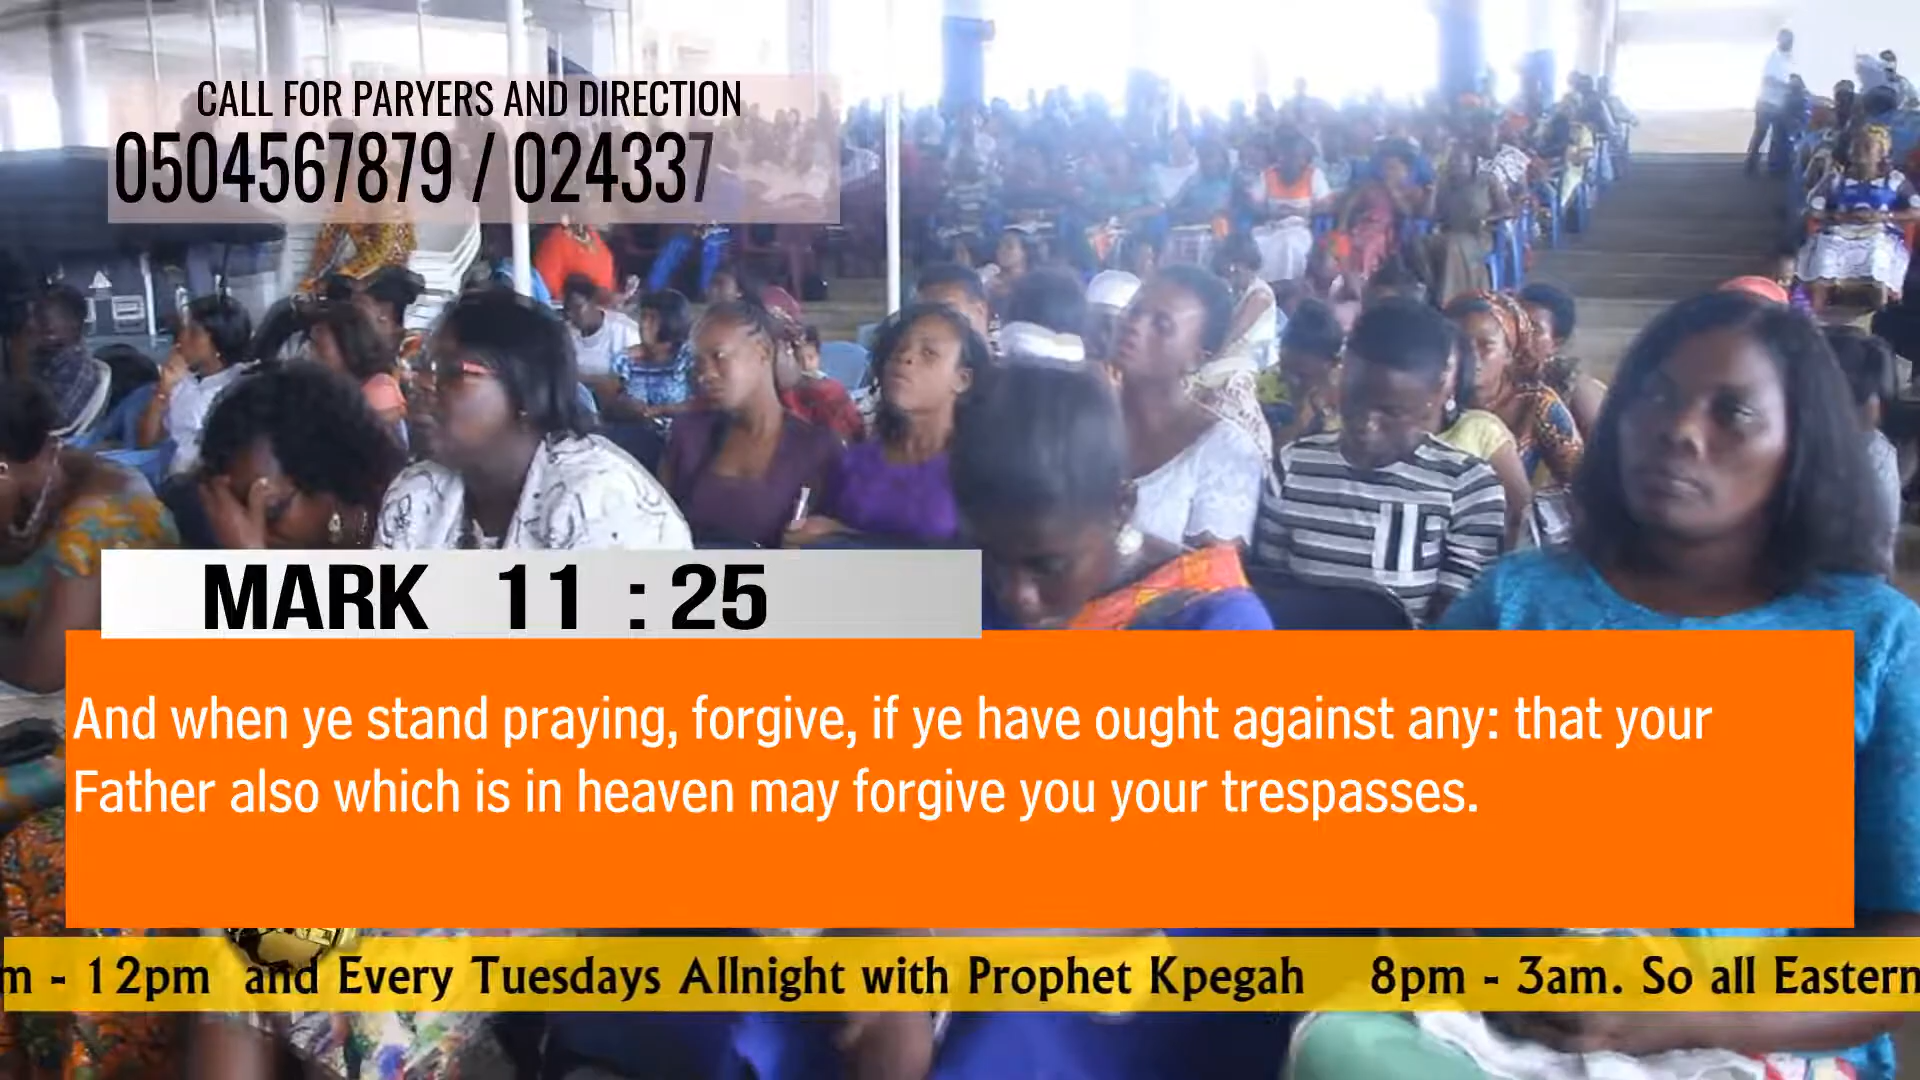 CALL FOR PARYERS AND DIRECTION
0504567879 / 024337
MARK 11 : 25
And when ye stand praying, forgive, if ye have ought against any: that your
Father also which is in heaven may forgive you your trespasses.
m - 12pm and Every Tuesdays Allnight with Prophet Kpegah 8pm - 3am. So all Eastern